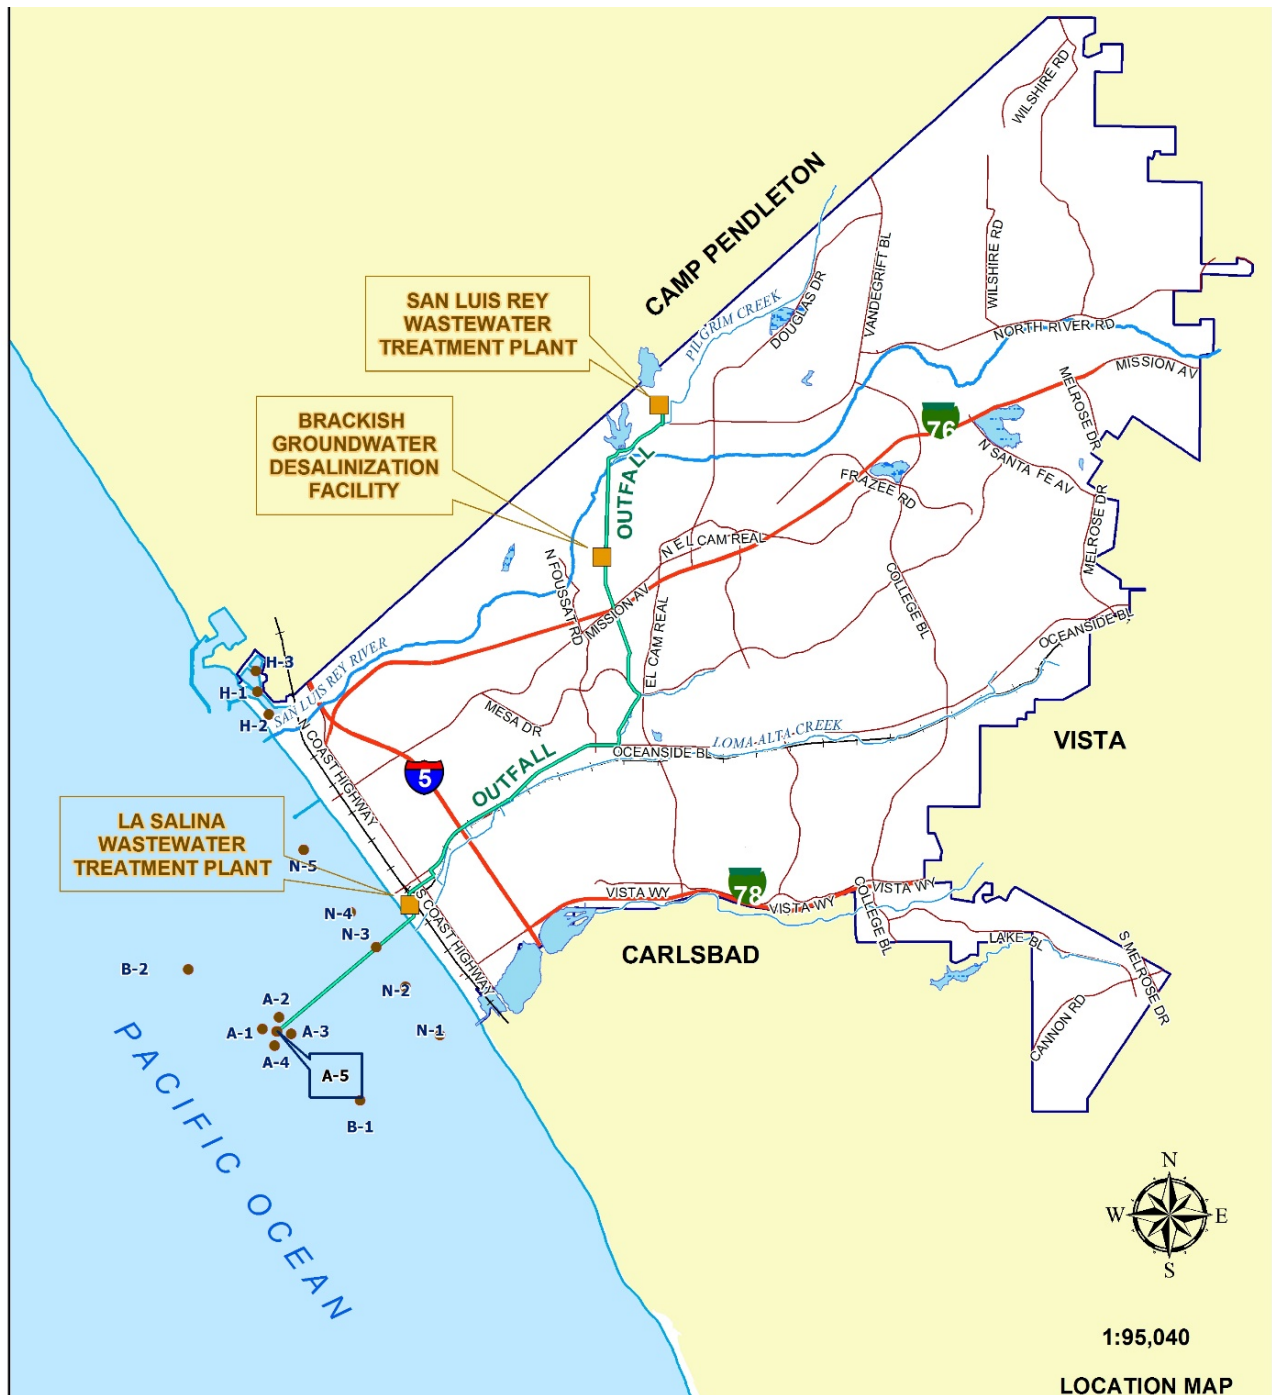 WILSHIRE RD
CAMP PENDLETON
WILSHIRE RD
VANDEGRIFT BL
DOUGLAS DR
PILGRIM CREEK
NORTH RIVER RD
MISSION AV
MELROSE DR
SAN LUIS REY
WASTEWATER
TREATMENT PLANT
BRACKISH
GROUNDWATER
DESALINIZATION
FACILITY
76
N SANTA FE AV
FRAZEE RD
OUTFALL
MELROSE DR
N EL CAM REAL
N FOUSSAT RD
MISSION AV
EL CAM REAL
COLLEGE BL
OCEANSIDE BL
H-3
H-1
H-2
SAN LUIS REY RIVER
MESA DR
LOMA-ALTA-CREEK
OCEANSIDE BL
VISTA
N COAST HIGHWAY
5
OUTFALL
LA SALINA
WASTEWATER
TREATMENT PLANT
N-5
N-4
N-3
S COAST HIGHWAY
VISTA WY
78
VISTA WY
VISTA WY
COLLEGE BL
LAKE BL
S MELROSE DR
CANNON RD
CARLSBAD
B-2
N-2
N-1
A-2
A-1
A-3
A-4
A-5
B-1
PACIFIC OCEAN
N
W
E
S
1:95,040
LOCATION MAP